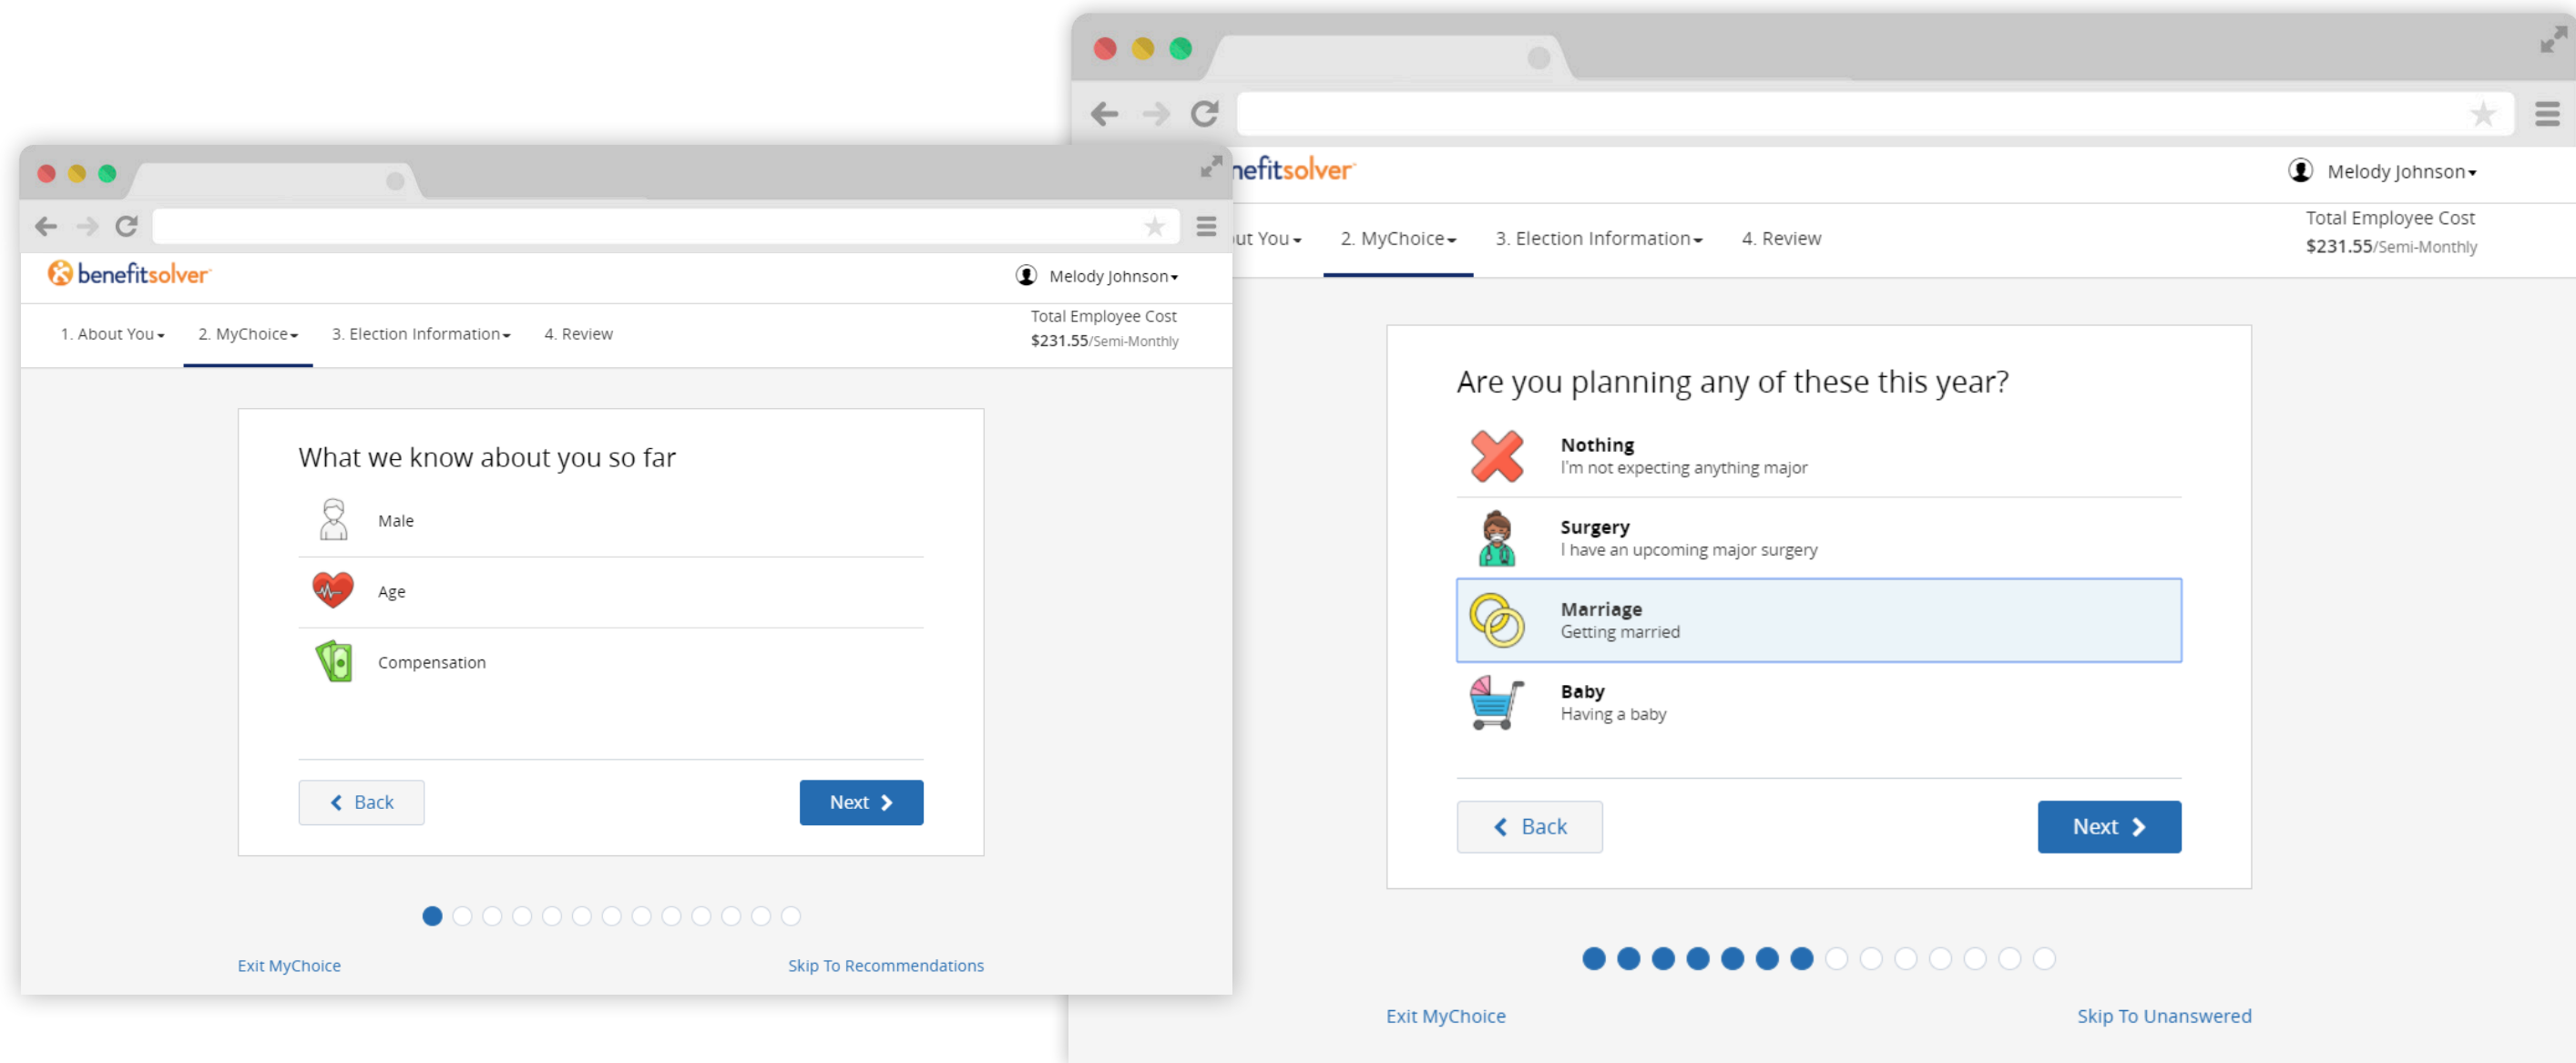 benefitsolver
Melody Johnson
1. About You
2. MyChoice
3. Election Information
4. Review
Total Employee Cost
$231.55/Semi-Monthly
What we know about you so far
Male
Age
Compensation
Back
Next
Exit MyChoice
Skip To Recommendations
nefitsolver
Melody Johnson
ut You
2. MyChoice
3. Election Information
4. Review
Total Employee Cost
$231.55/Semi-Monthly
Are you planning any of these this year?
Nothing
I'm not expecting anything major
Surgery
I have an upcoming major surgery
Marriage
Getting married
Baby
Having a baby
Back
Next
Exit MyChoice
Skip To Unanswered